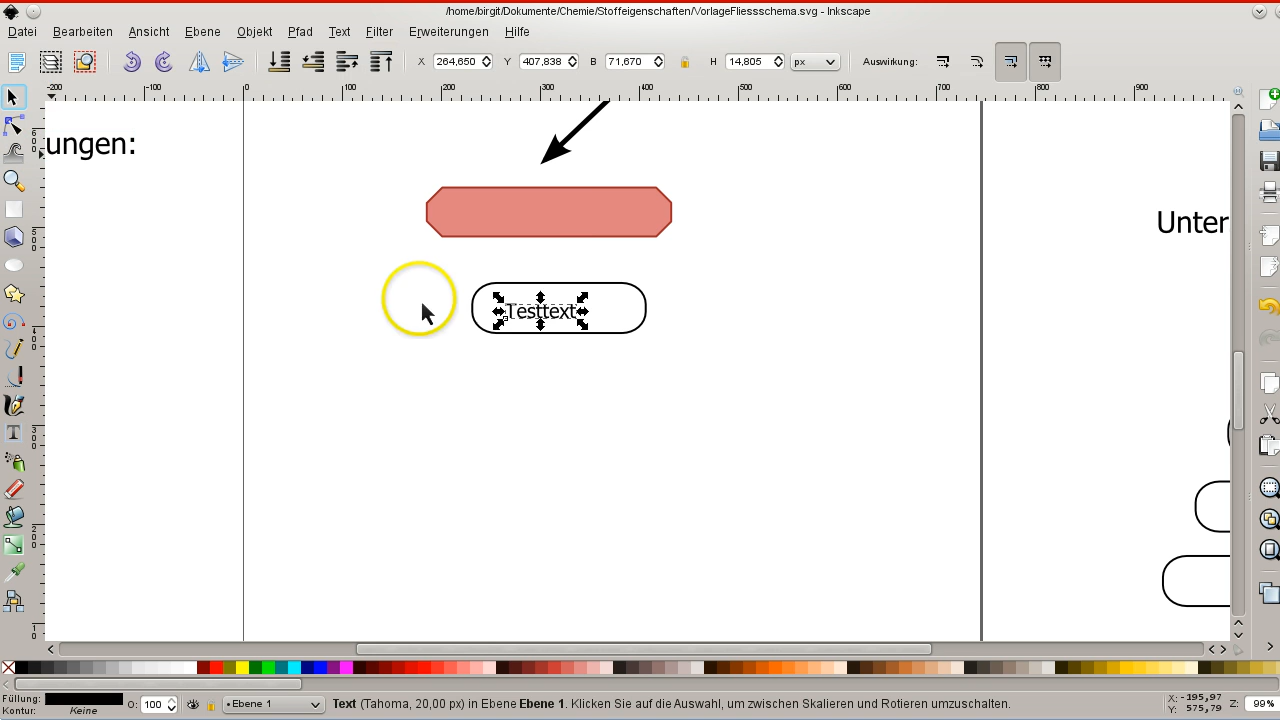 /home/birgit/Dokumente/Chemie/Stoffeigenschaften/VorlageFliessschema.svg - Inkscape
Datei Bearbeiten Ansicht Ebene Objekt Pfad Text Filter Erweiterungen Hilfe
X 264,650 Y 407,838 B 71,670 H 14,805 px Auswirkung:
-200 -100 0 100 200 300 400 500 600 700 800 900
ungen:
Unter
Testtext
Füllung:
Kontur: Keine
O: 100
Ebene 1
Text (Tahoma, 20,00 px) in Ebene Ebene 1. Klicken Sie auf die Auswahl, um zwischen Skalieren und Rotieren umzuschalten.
X: -195,97
Y: 575,79
Z: 99%